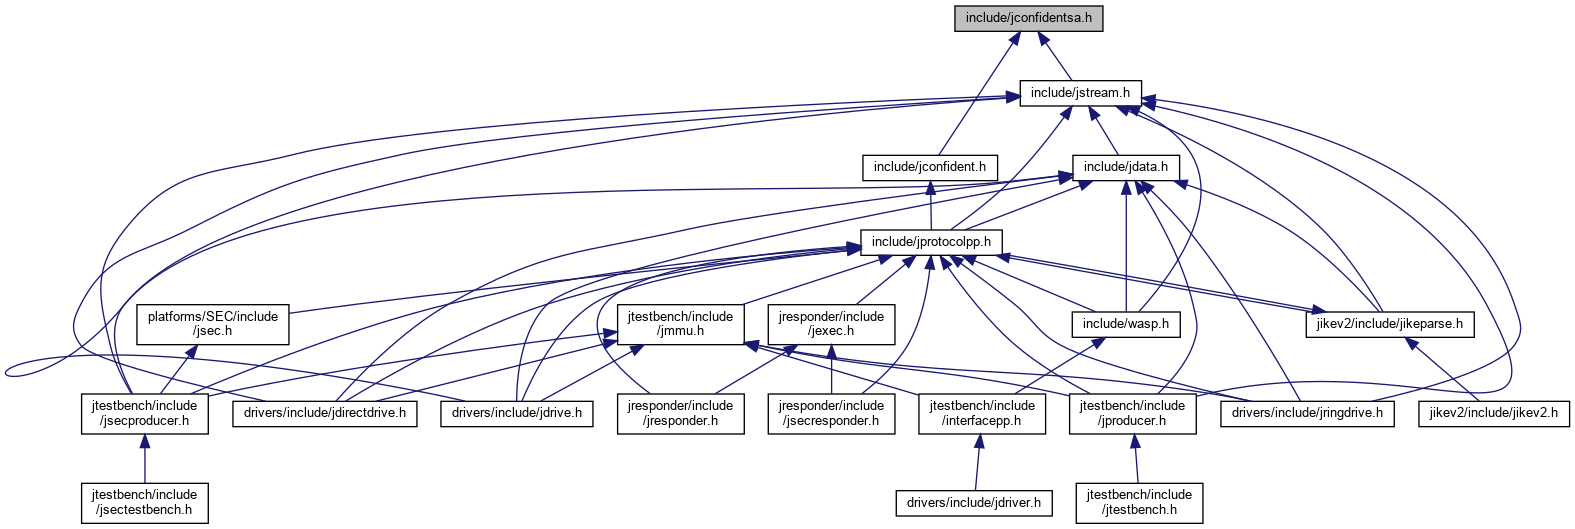 include/jconfidentsa.h
include/jstream.h
include/jconfident.h
include/jdata.h
include/jprotocolpp.h
platforms/SEC/include
/jsec.h
jtestbench/include
/jmmu.h
jresponder/include
/jexec.h
include/wasp.h
jikev2/include/jikeparse.h
jtestbench/include
/jsecproducer.h
drivers/include/jdirectdrive.h
drivers/include/jdrive.h
jresponder/include
/jresponder.h
jresponder/include
/jsecresponder.h
jtestbench/include
/interfacepp.h
jtestbench/include
/jproducer.h
drivers/include/jringdrive.h
jikev2/include/jikev2.h
jtestbench/include
/jsectestbench.h
drivers/include/jdriver.h
jtestbench/include
/jtestbench.h